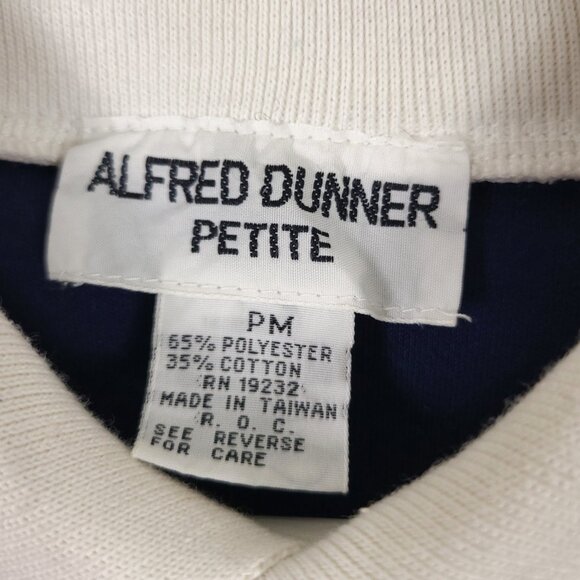 ALFRED DUNNER
PETITE
PM
65% POLYESTER
35% COTTON
RN 19232
MADE IN TAIWAN
R. O. C.
SEE REVERSE
FOR CARE